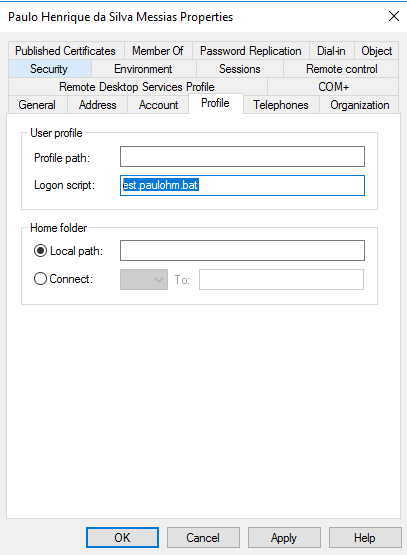 Paulo Henrique da Silva Messias Properties
Published Certificates Member Of Password Replication Dial-in Object
Security Environment Sessions Remote control
Remote Desktop Services Profile COM+
General Address Account Profile Telephones Organization
User profile
Profile path:
Logon script: est.paulohm.bat
Home folder
Local path:
Connect: To:
OK Cancel Apply Help